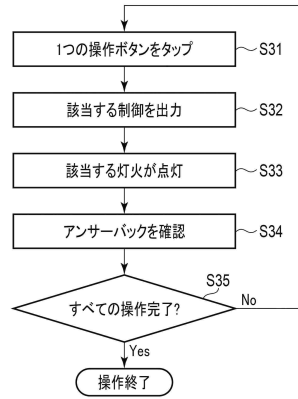 1つの操作ボタンをタップ
S31
該当する制御を出力
S32
該当する灯火が点灯
S33
アンサーバックを確認
S34
S35
すべての操作完了?
No
Yes
操作終了